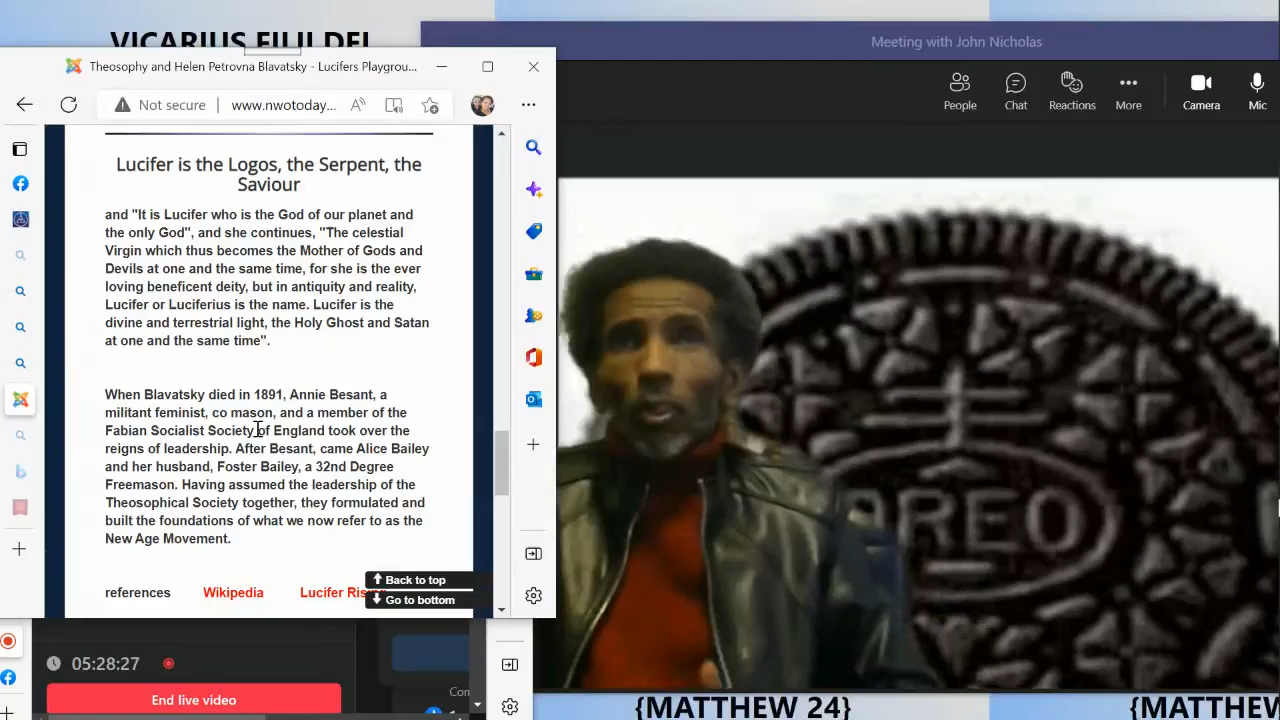 VICARIUS FILII DEI
Meeting with John Nicholas
Theosophy and Helen Petrovna Blavatsky - Lucifers Playgrou...
Not secure
www.nwotoday...
People
Chat
Reactions
More
Camera
Mic
Lucifer is the Logos, the Serpent, the
Saviour
and "It is Lucifer who is the God of our planet and
the only God", and she continues, "The celestial
Virgin which thus becomes the Mother of Gods and
Devils at one and the same time, for she is the ever
loving beneficent deity, but in antiquity and reality,
Lucifer or Luciferius is the name. Lucifer is the
divine and terrestrial light, the Holy Ghost and Satan
at one and the same time".
When Blavatsky died in 1891, Annie Besant, a
militant feminist, co mason, and a member of the
Fabian Socialist Society of England took over the
reigns of leadership. After Besant, came Alice Bailey
and her husband, Foster Bailey, a 32nd Degree
Freemason. Having assumed the leadership of the
Theosophical Society together, they formulated and
built the foundations of what we now refer to as the
New Age Movement.
references Wikipedia Lucifer Rising
Back to top
Go to bottom
OREO
05:28:27
End live video
Con
{MATTHEW 24}
{MATTHEW